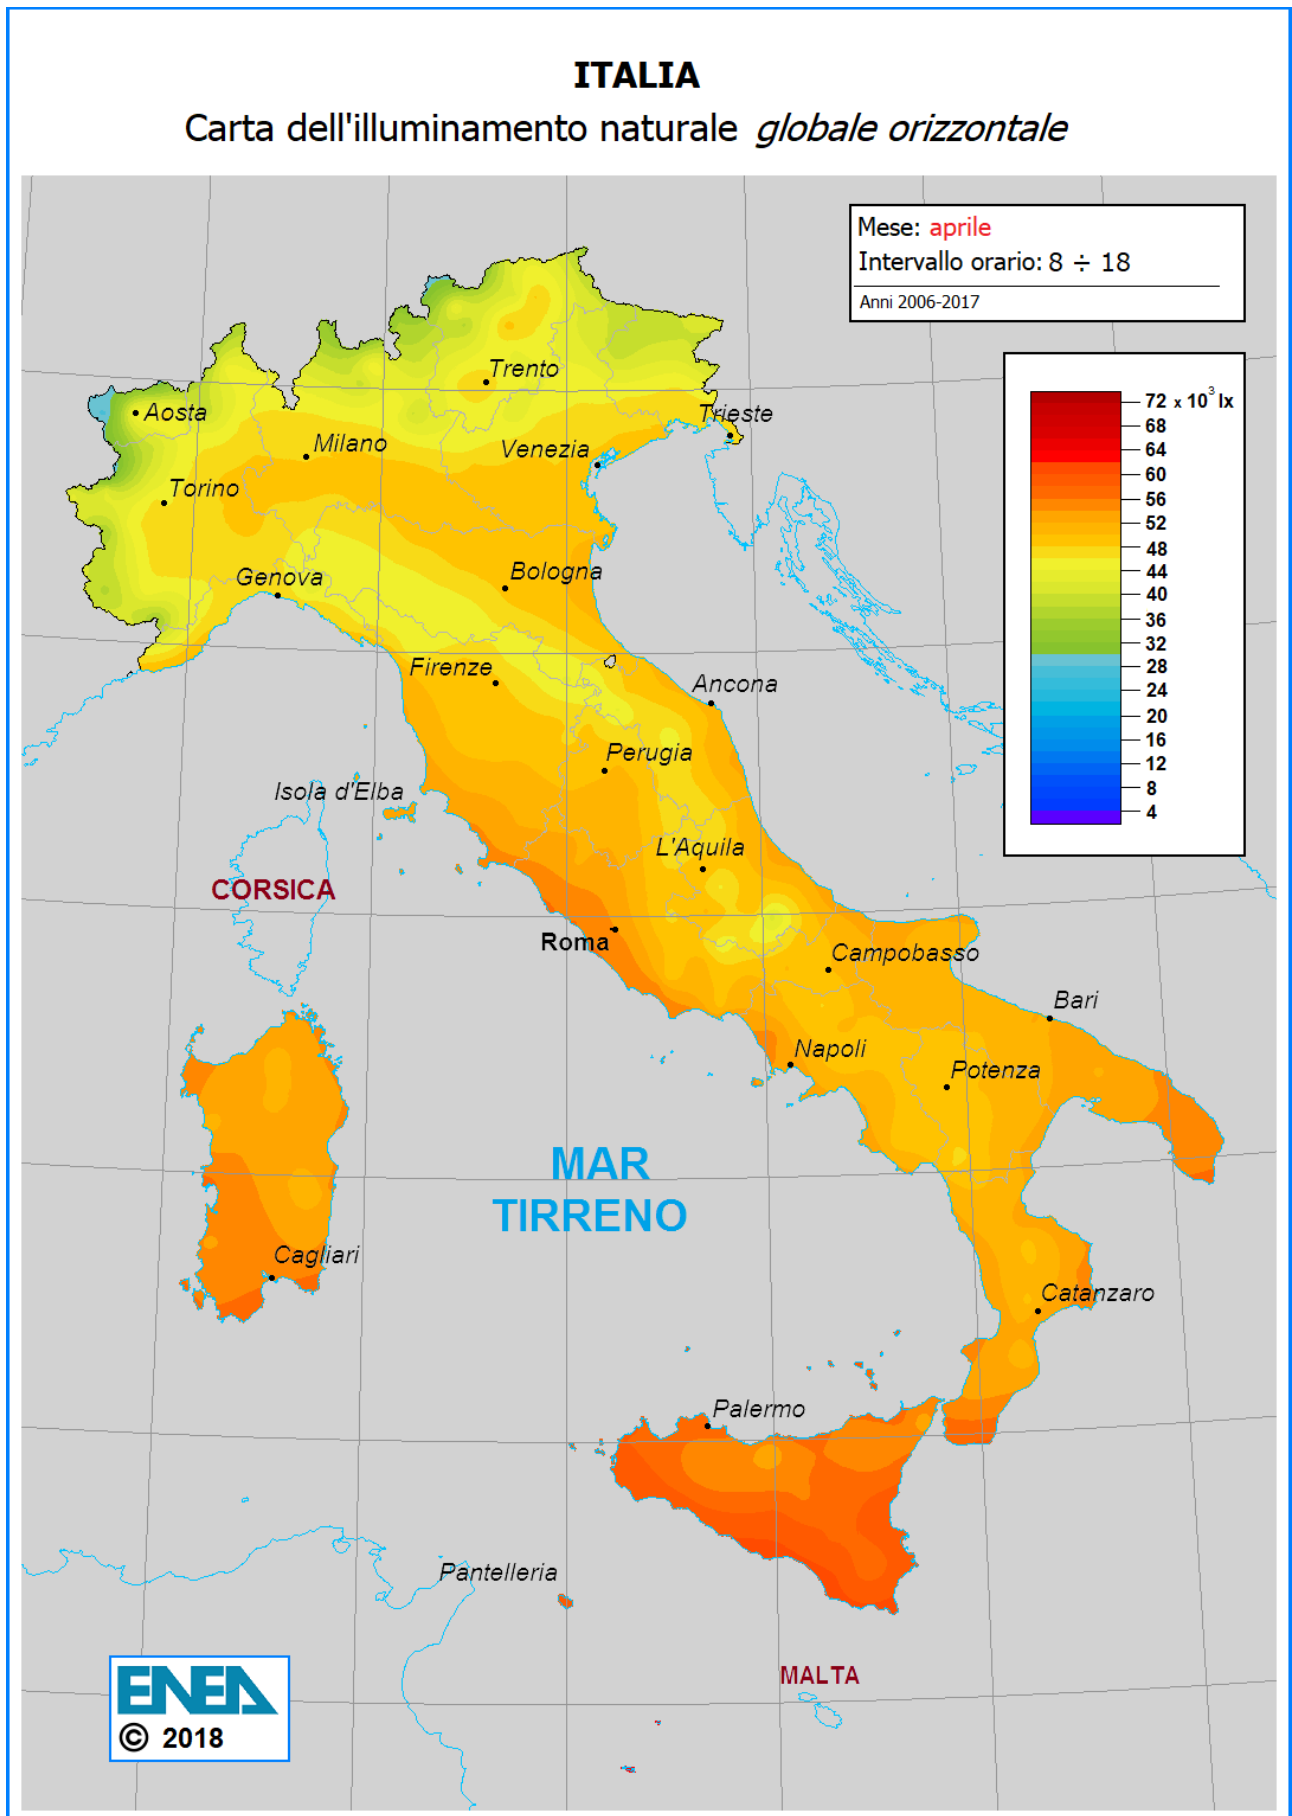 ITALIA
Carta dell'illuminamento naturale globale orizzontale
Mese: aprile
Intervallo orario: 8 ÷ 18
Anni 2006-2017
72 x 10³ lx
68
64
60
56
52
48
44
40
36
32
28
24
20
16
12
8
4
Trento
Aosta
Trieste
Milano
Venezia
Torino
Genova
Bologna
Firenze
Ancona
Perugia
Isola d'Elba
L'Aquila
CORSICA
Roma
Campobasso
Bari
Napoli
Potenza
MAR
TIRRENO
Cagliari
Catanzaro
Palermo
Pantelleria
MALTA
ENEA
© 2018